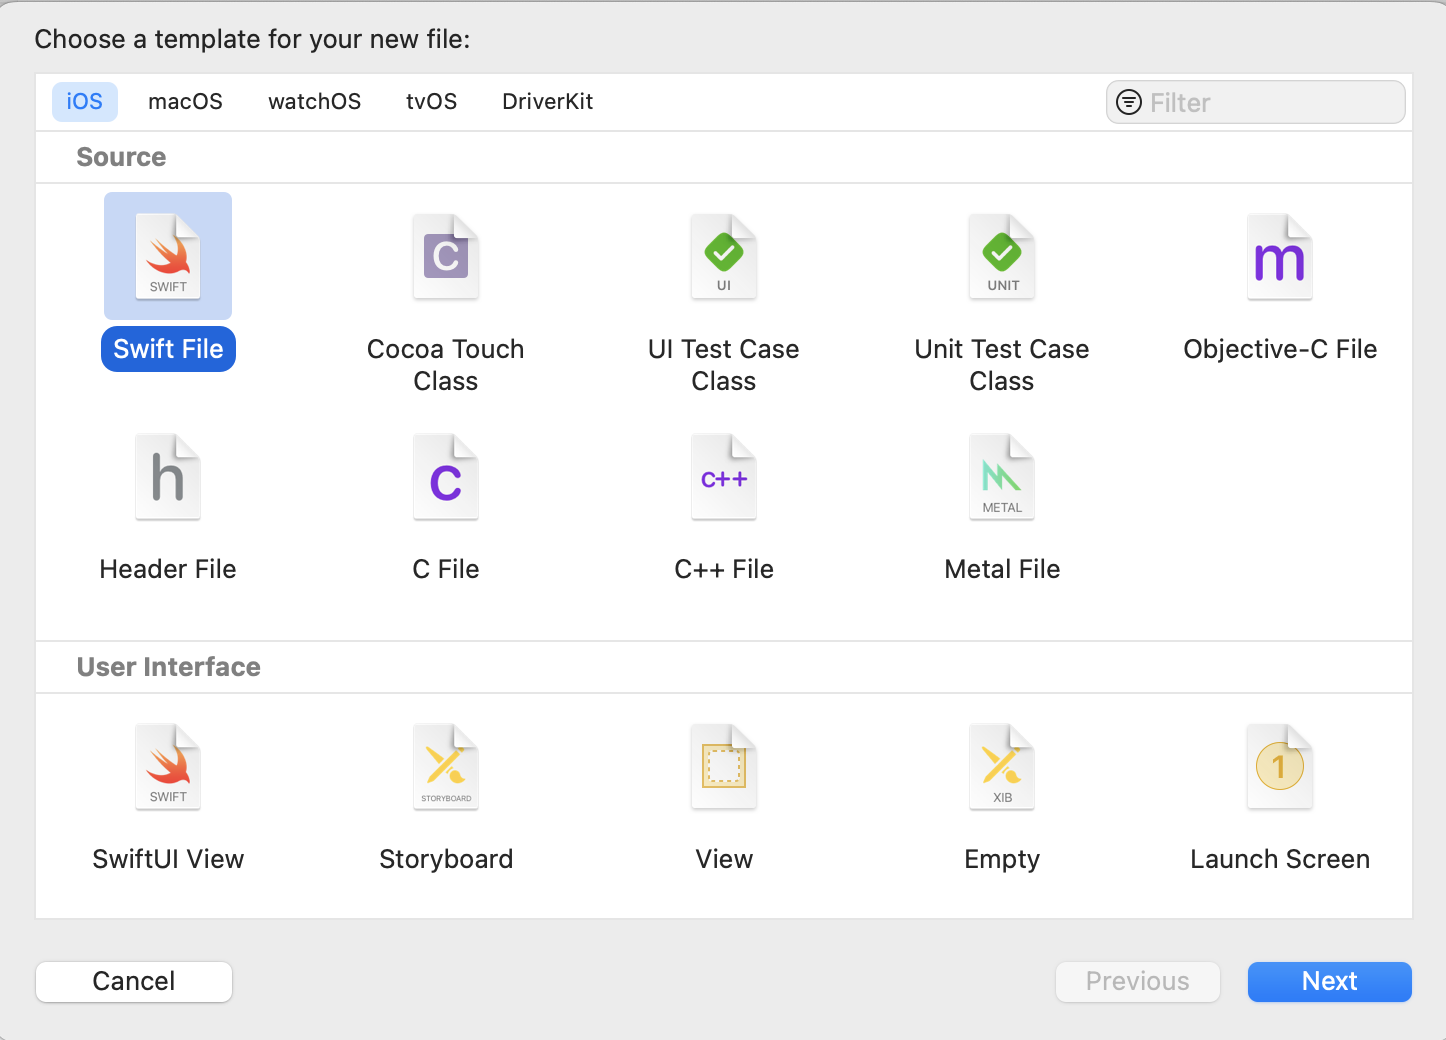 Choose a template for your new file:
iOS macOS watchOS tvOS DriverKit Filter
Source
SWIFT C UI UNIT m
Swift File Cocoa Touch Class UI Test Case Class Unit Test Case Class Objective-C File
h C C++ METAL
Header File C File C++ File Metal File
User Interface
SWIFT STORYBOARD XIB 1
SwiftUI View Storyboard View Empty Launch Screen
Cancel Previous Next